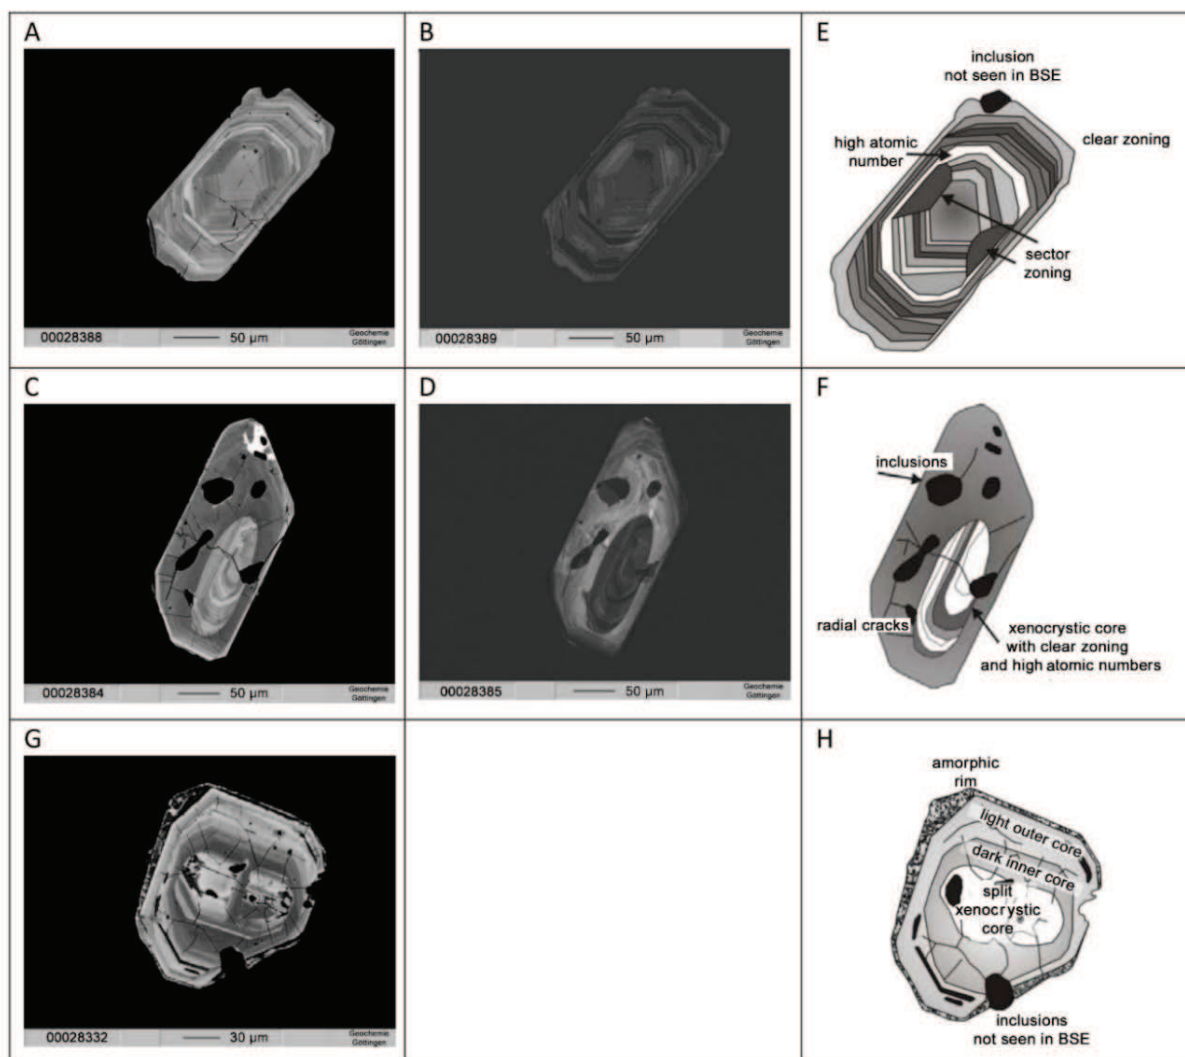 A
B
E
00028388
50 µm
Geochemie
Göttingen
00028389
50 µm
Geochemie
Göttingen
inclusion
not seen in BSE
clear zoning
high atomic
number
sector
zoning
C
D
F
00028384
50 µm
Geochemie
Göttingen
00028385
50 µm
Geochemie
Göttingen
inclusions
radial cracks
xenocrystic core
with clear zoning
and high atomic numbers
G
H
00028332
30 µm
Geochemie
Göttingen
amorphic
rim
light outer core
dark inner core
split
xenocrystic
core
inclusions
not seen in BSE